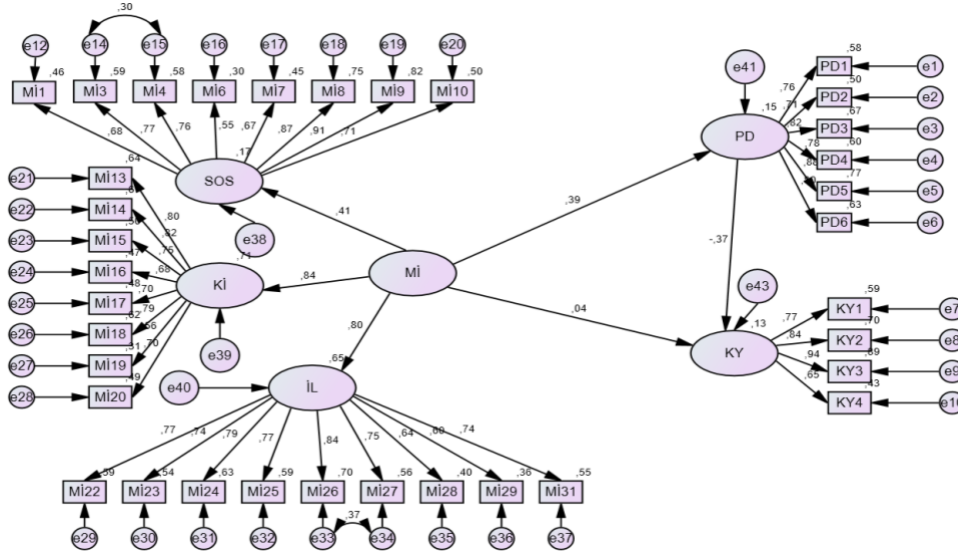 ,30
e12 e14 e15 e16 e17 e18 e19 e20
,46 ,59 ,58 ,30 ,45 ,75 ,82 ,50
Mİ1 Mİ3 Mİ4 Mİ6 Mİ7 Mİ8 Mİ9 Mİ10
,68 ,77 ,76 ,55 ,67 ,87 ,91 ,71
,17
SOS
e38
,41
,64
e21 Mİ13
e22 Mİ14
e23 Mİ15
e24 Mİ16
,47
e25 Mİ17
,48
e26 Mİ18
,62
e27 Mİ19
,31
e28 Mİ20
,49
,80
,82
,75
,68
,70
,79
,56
,70
,71
Kİ
e39
,84
Mİ
,39
,04
,80
e41
,15
PD
,76
,71
,82
,78
,58
PD1 e1
,50
PD2 e2
,67
PD3 e3
,60
PD4 e4
,77
PD5 e5
,63
PD6 e6
-,37
e43
,13
KY
,77
,84
,94
,65
,59
KY1 e7
,70
KY2 e8
,89
KY3 e9
,43
KY4
,65
e40 İL
,77 ,74 ,79 ,77 ,84 ,75 ,64 ,60 ,74
,59 ,54 ,63 ,59 ,70 ,56 ,40 ,36 ,55
Mİ22 Mİ23 Mİ24 Mİ25 Mİ26 Mİ27 Mİ28 Mİ29 Mİ31
,37
e29 e30 e31 e32 e33 e34 e35 e36 e37